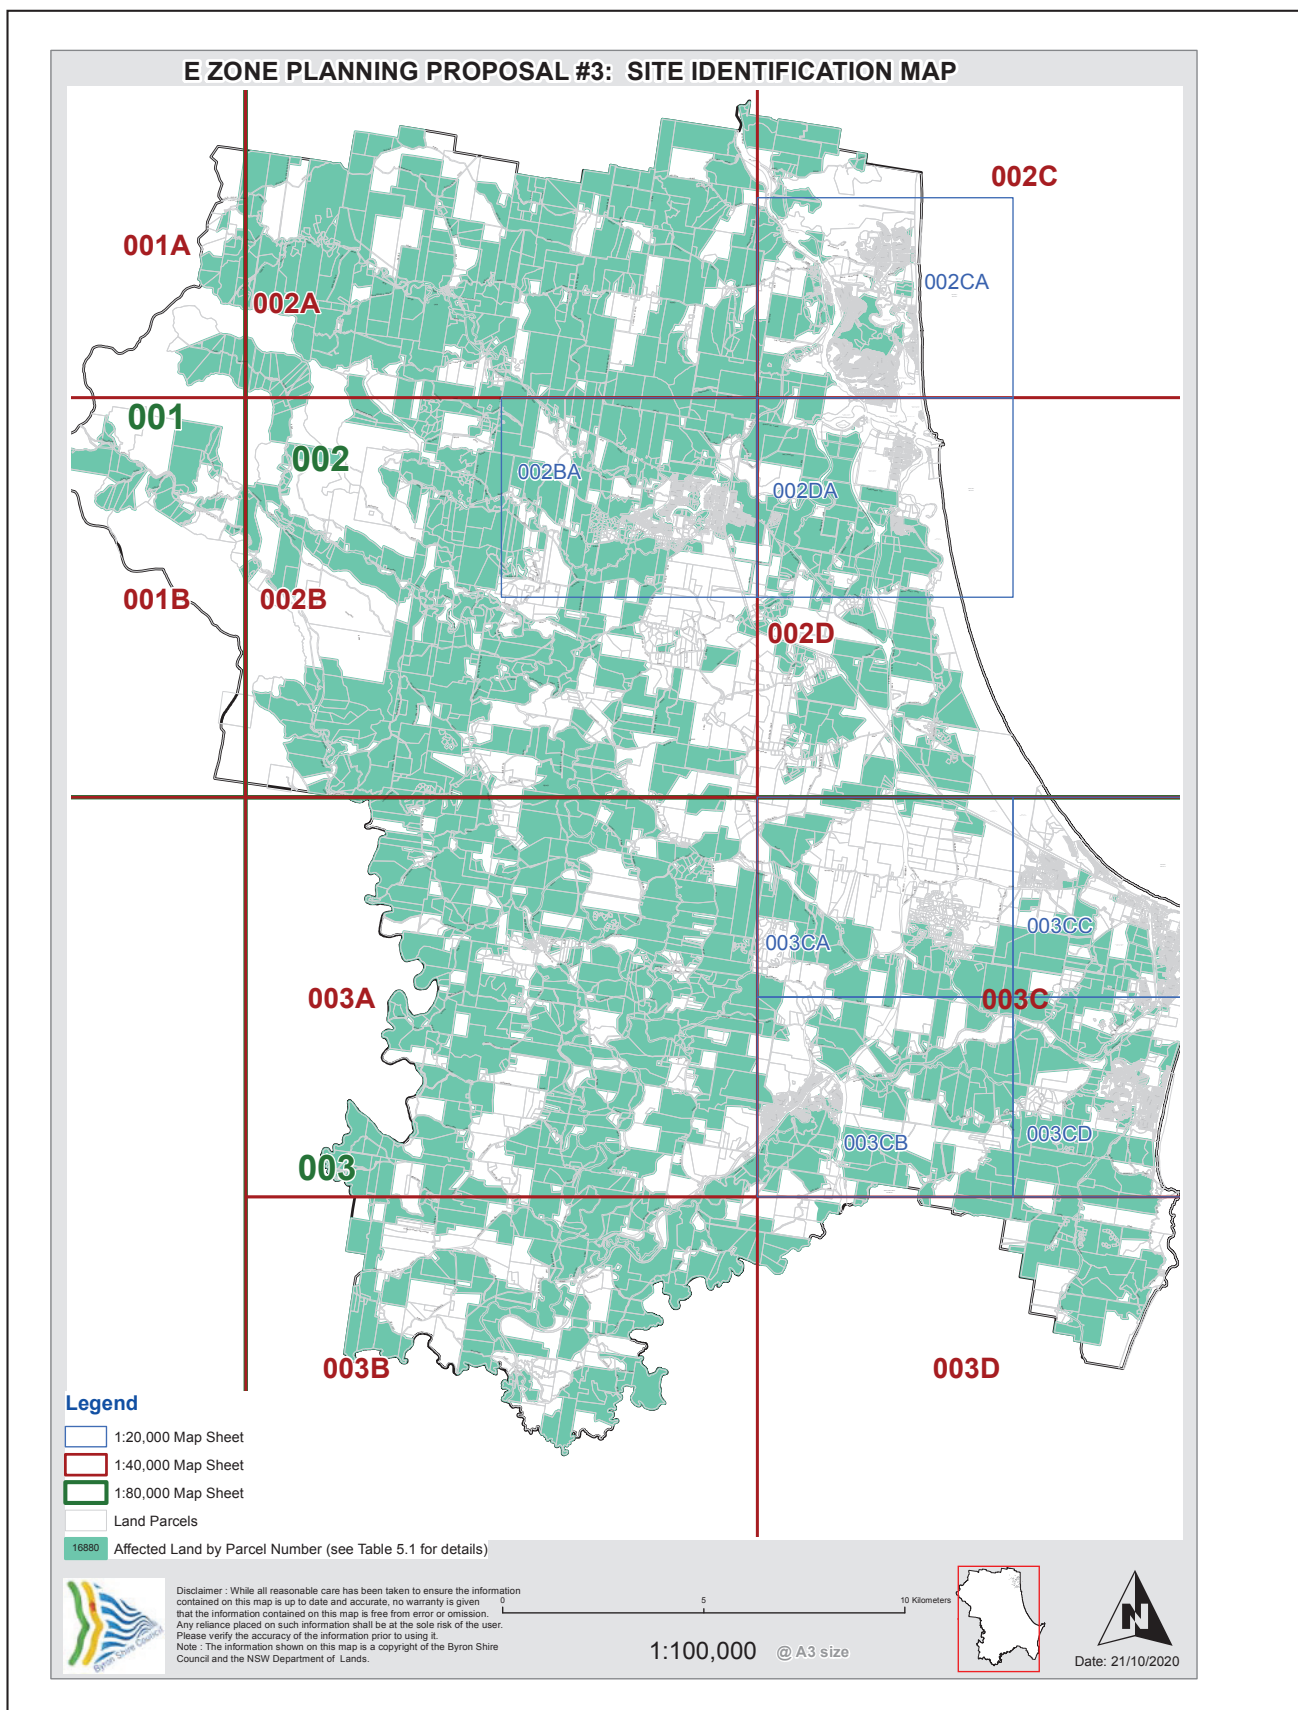 E ZONE PLANNING PROPOSAL #3: SITE IDENTIFICATION MAP
002C
001A
002CA
002A
001
002
002BA
002DA
001B
002B
002D
003CC
003CA
003A
003C
003CD
003CB
003
003B
003D
Legend
1:20,000 Map Sheet
1:40,000 Map Sheet
1:80,000 Map Sheet
Land Parcels
16880 Affected Land by Parcel Number (see Table 5.1 for details)
Byron Shire Council
Disclaimer : While all reasonable care has been taken to ensure the information
contained on this map is up to date and accurate, no warranty is given
that the information contained on this map is free from error or omission.
Any reliance placed on such information shall be at the sole risk of the user.
Please verify the accuracy of the information prior to using it.
Note : The information shown on this map is a copyright of the Byron Shire
Council and the NSW Department of Lands.
0 5 10 Kilometers
1:100,000 @ A3 size
N
Date: 21/10/2020